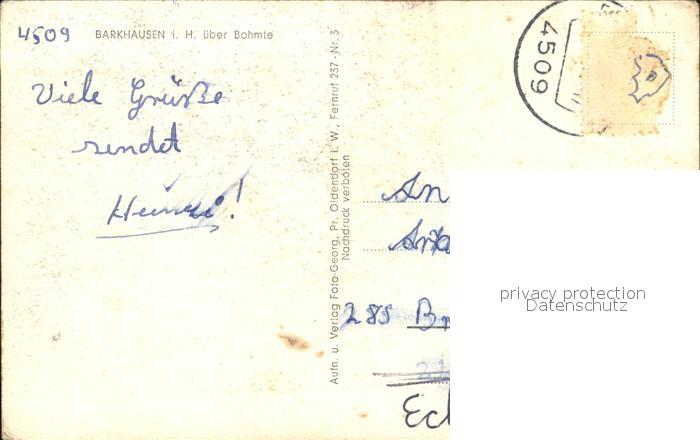 4509 BARKHAUSEN i. H. über Bohmte
Viele Grüße
sendet
Aufn. u. Verlag Foto-Georg, Pr. Oldendorf i. W., Fernruf 237 · Nr. 3
Nachdruck verboten
4509
An
285
privacy protection
Datenschutz